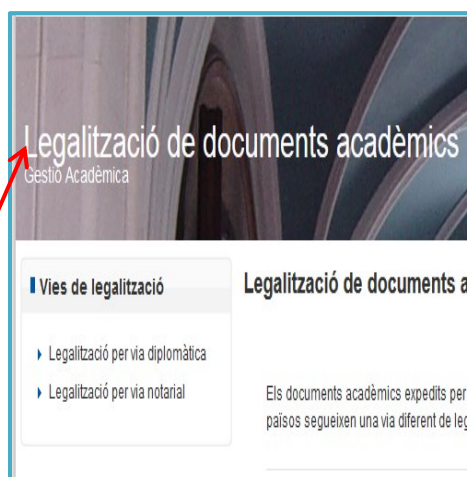 Legalització de documents acadèmics
Gestió Acadèmica
Vies de legalització
Legalització per via diplomàtica
Legalització per via notarial
Legalització de documents a
Els documents acadèmics expedits per
països segueixen una via diferent de leg